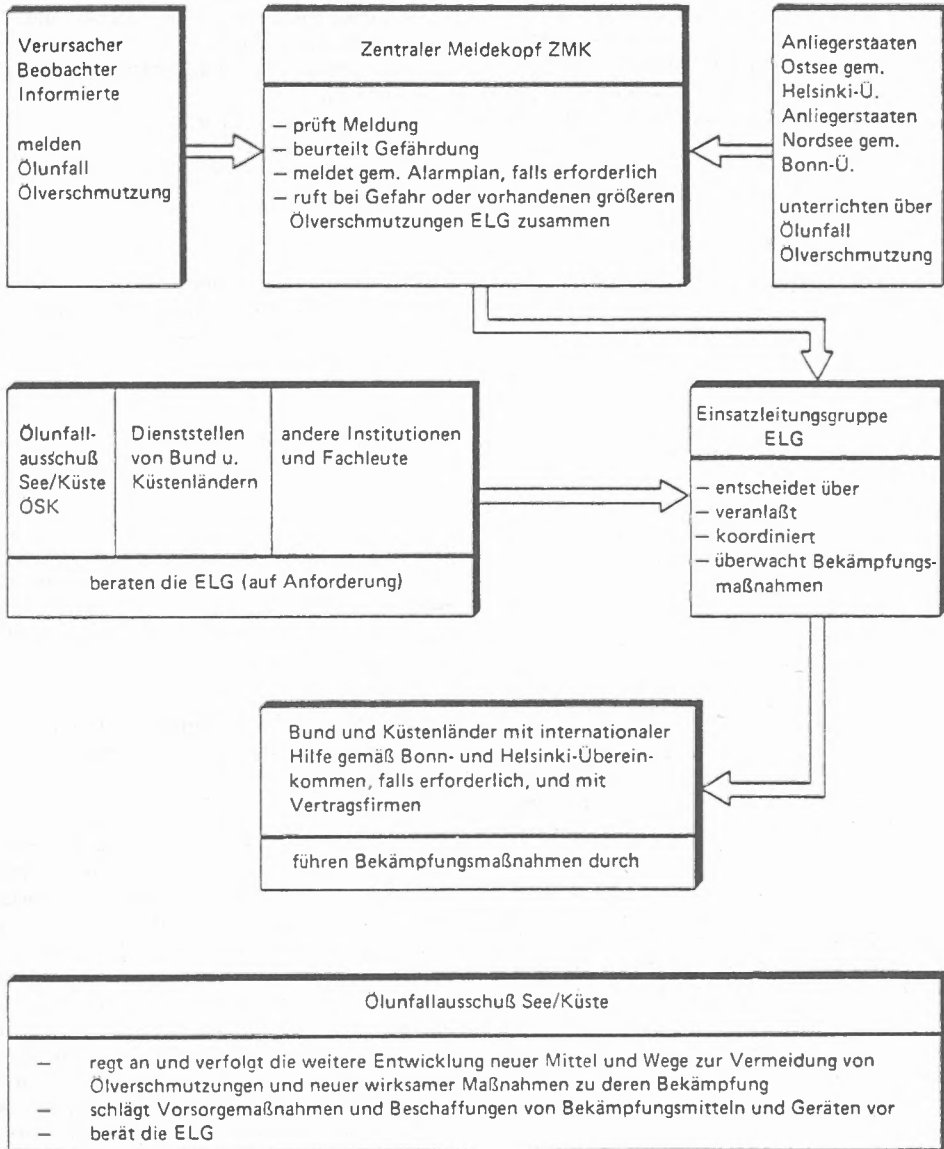 Verursacher
Beobachter
Informierte
melden
Ölunfall
Ölverschmutzung
Zentraler Meldekopf ZMK
– prüft Meldung
– beurteilt Gefährdung
– meldet gem. Alarmplan, falls erforderlich
– ruft bei Gefahr oder vorhandenen größeren
Ölverschmutzungen ELG zusammen
Anliegerstaaten
Ostsee gem.
Helsinki-Ü.
Anliegerstaaten
Nordsee gem.
Bonn-Ü.
unterrichten über
Ölunfall
Ölverschmutzung
Ölunfall-
ausschuß
See/Küste
ÖSK
Dienststellen
von Bund u.
Küstenländern
andere Institutionen
und Fachleute
beraten die ELG (auf Anforderung)
Einsatzleitungsgruppe
ELG
– entscheidet über
– veranlaßt
– koordiniert
– überwacht Bekämpfungs-
maßnahmen
Bund und Küstenländer mit internationaler
Hilfe gemäß Bonn- und Helsinki-Überein-
kommen, falls erforderlich, und mit
Vertragsfirmen
führen Bekämpfungsmaßnahmen durch
Ölunfallausschuß See/Küste
– regt an und verfolgt die weitere Entwicklung neuer Mittel und Wege zur Vermeidung von
Ölverschmutzungen und neuer wirksamer Maßnahmen zu deren Bekämpfung
– schlägt Vorsorgemaßnahmen und Beschaffungen von Bekämpfungsmitteln und Geräten vor
– berät die ELG